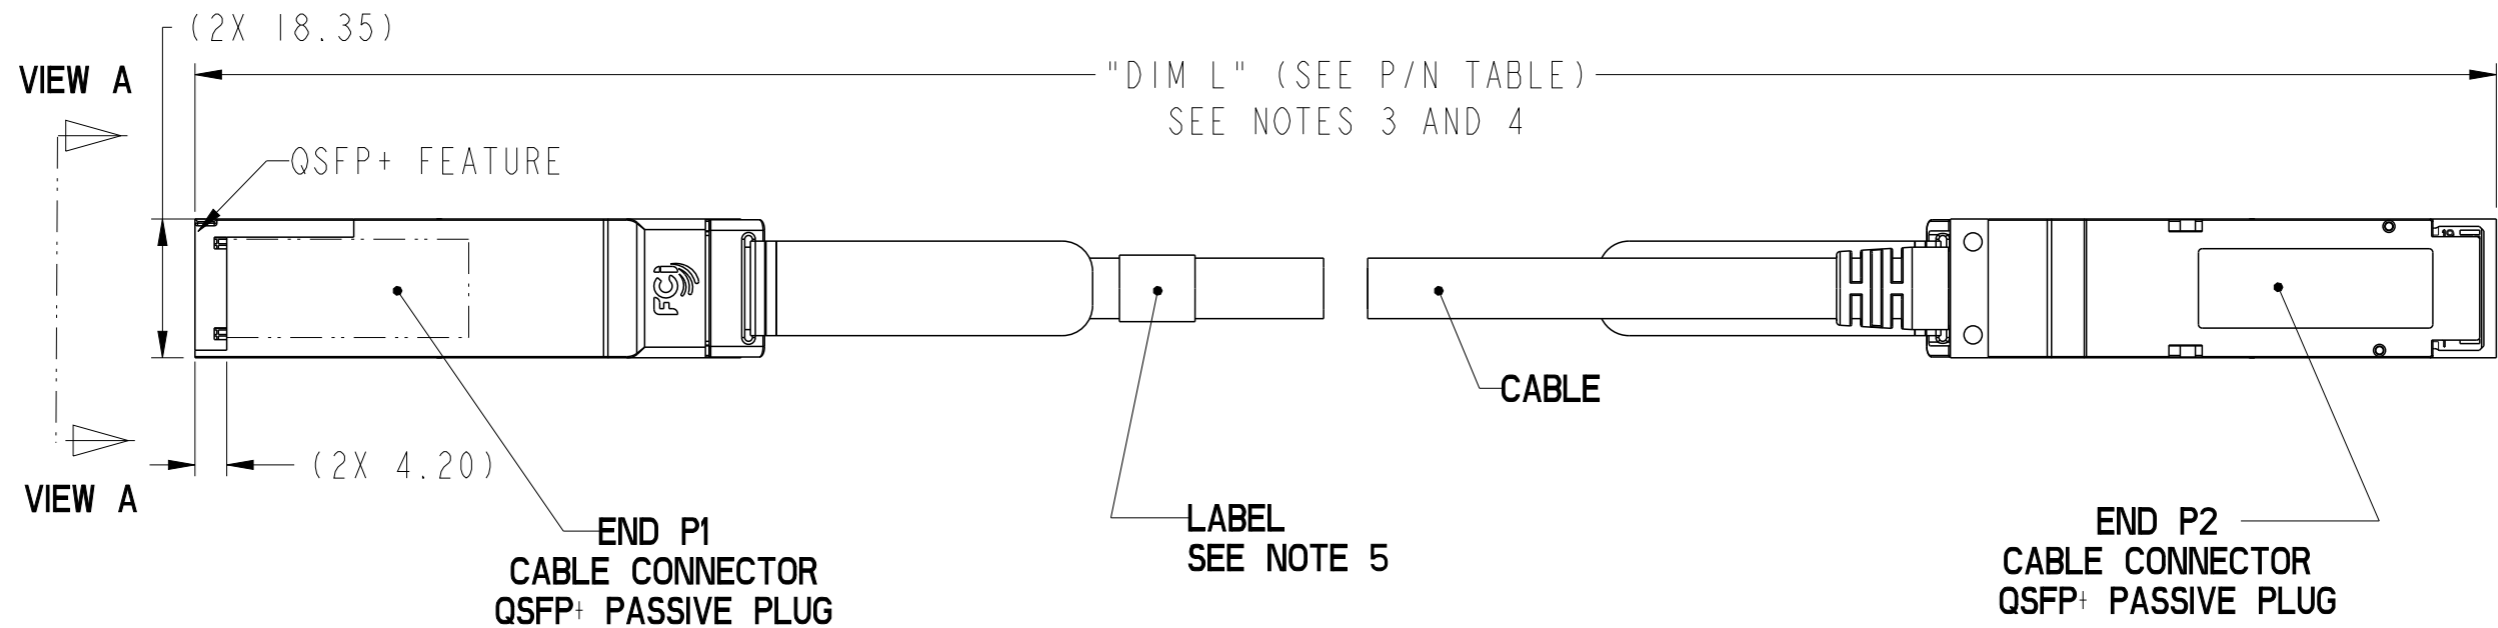 (2X 18.35)
VIEW A
"DIM L" (SEE P/N TABLE)
SEE NOTES 3 AND 4
QSFP+ FEATURE
FCI
CABLE
(2X 4.20)
VIEW A
END P1
CABLE CONNECTOR
QSFP+ PASSIVE PLUG
LABEL
SEE NOTE 5
END P2
CABLE CONNECTOR
QSFP+ PASSIVE PLUG